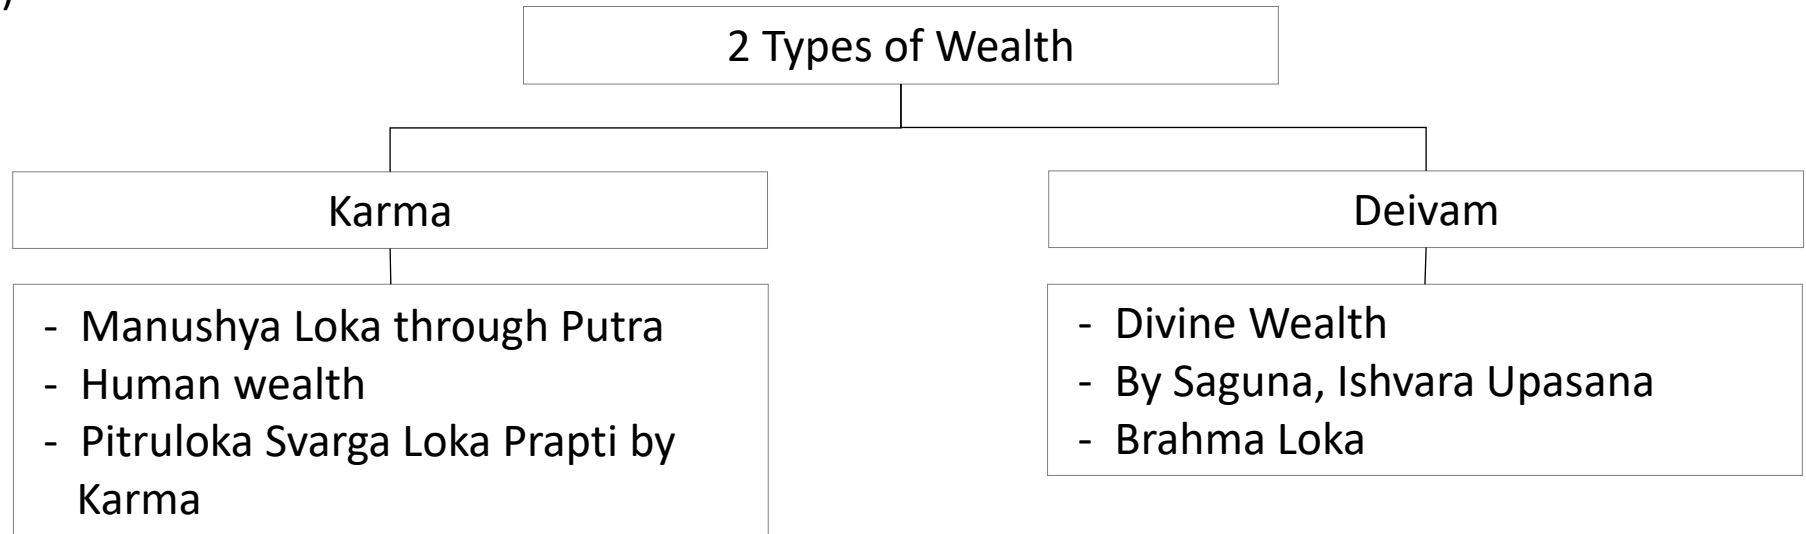 )
2 Types of Wealth
Karma
Deivam
- Manushya Loka through Putra
- Human wealth
- Pitruloka Svarga Loka Prapti by
Karma
- Divine Wealth
- By Saguna, Ishvara Upasana
- Brahma Loka